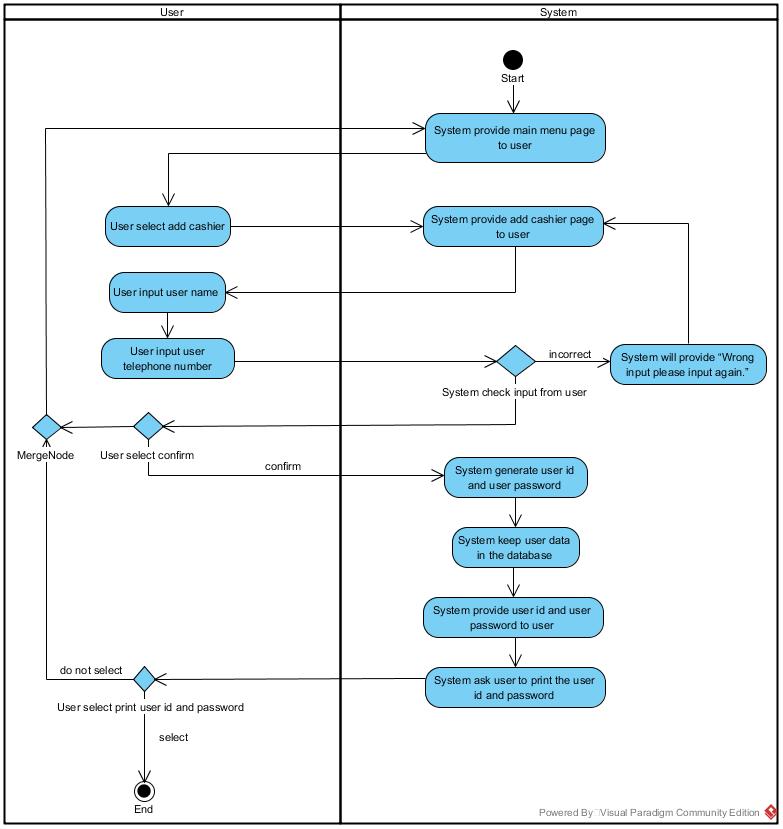 User
System
Start
System provide main menu page
to user
User select add cashier
System provide add cashier page
to user
User input user name
User input user
telephone number
incorrect
System will provide “Wrong
input please input again.”
System check input from user
MergeNode
User select confirm
confirm
System generate user id
and user password
System keep user data
in the database
System provide user id and user
password to user
do not select
System ask user to print the user
id and password
User select print user id and password
select
End
Powered By Visual Paradigm Community Edition